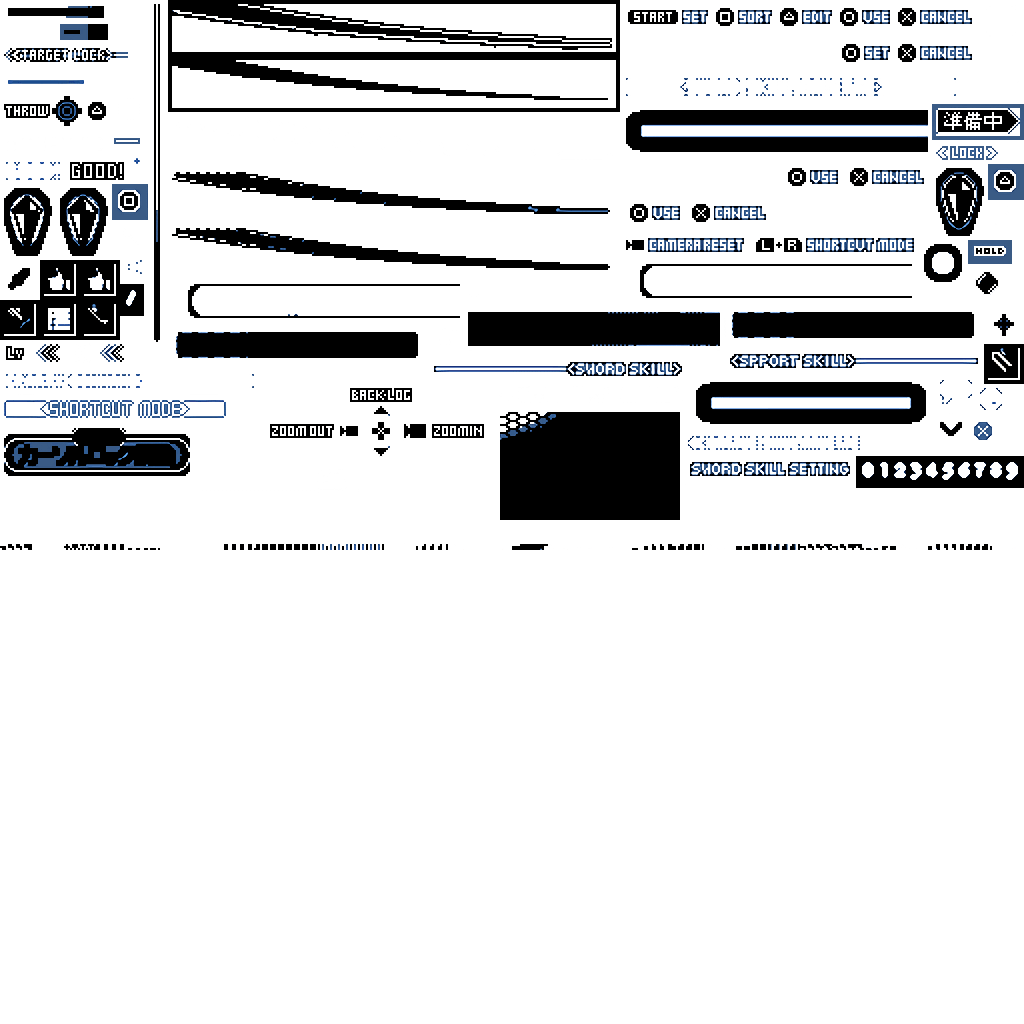 START SET SORT EDIT USE CANCEL
SET CANCEL
<TARGET LOCK>
THROW
準備中
<LOCK>
GOOD!
USE CANCEL
USE CANCEL
CAMERA RESET L+R SHORTCUT MODE
HOLD
Lv
<SWORD SKILL>
<SPPORT SKILL>
BACK LOG
<SHORTCUT MODE>
ZOOM OUT ZOOM IN
SWORD SKILL SETTING 0123456789